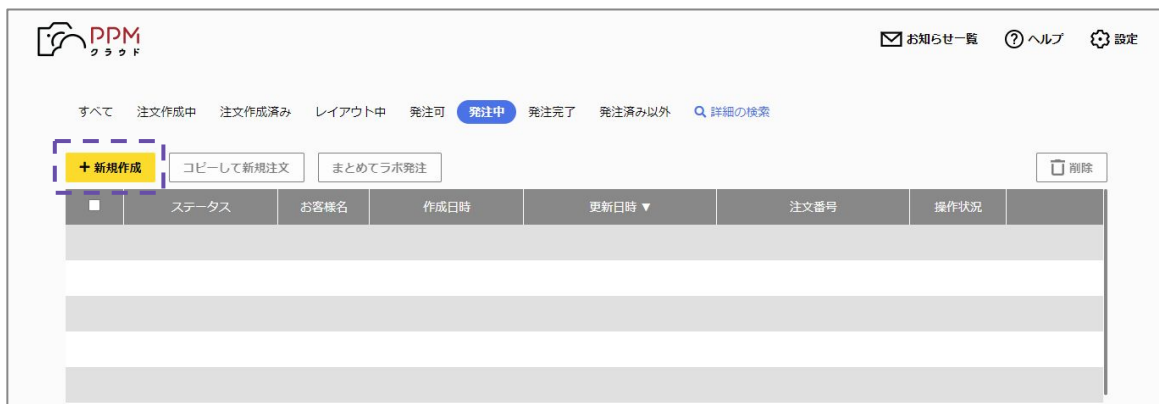 PPM
クラウド
お知らせ一覧 ? ヘルプ 設定
すべて 注文作成中 注文作成済み レイアウト中 発注可 発注中 発注完了 発注済み以外 詳細の検索
+ 新規作成 コピーして新規注文 まとめてラボ発注 削除
ステータス お客様名 作成日時 更新日時 ▼ 注文番号 操作状況